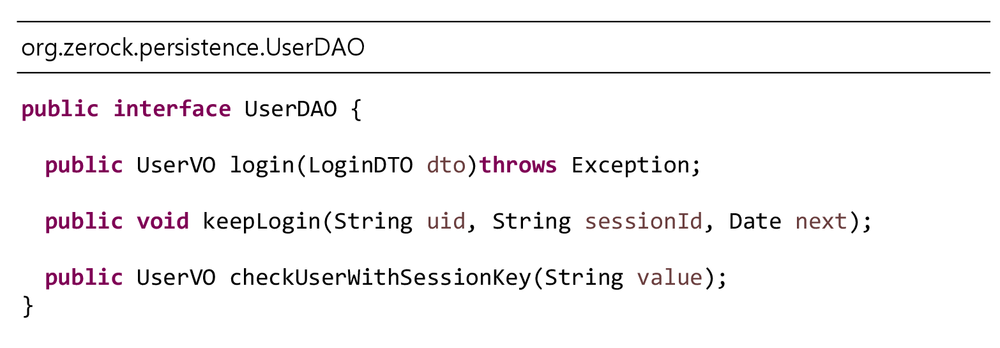 org.zerock.persistence.UserDAO
public interface UserDAO {
public UserVO login(LoginDTO dto)throws Exception;
public void keepLogin(String uid, String sessionId, Date next);
public UserVO checkUserWithSessionKey(String value);
}